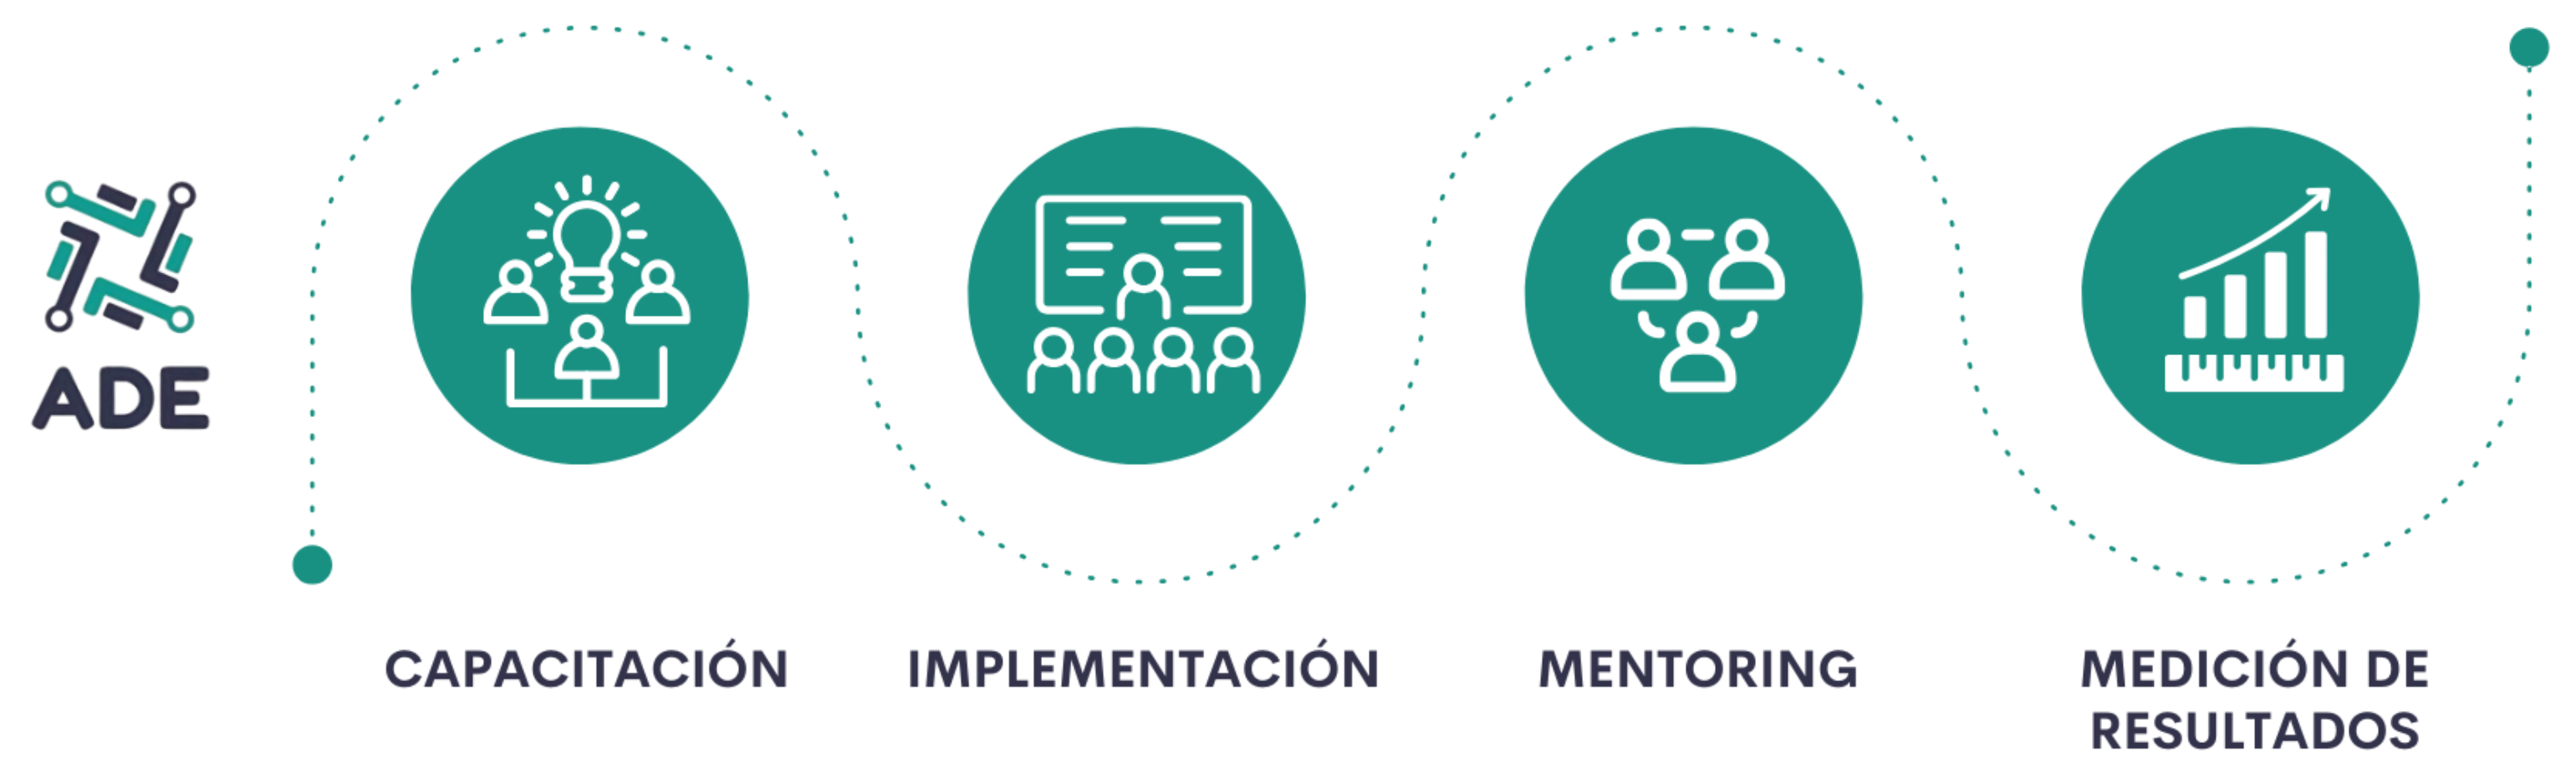 ADE
CAPACITACIÓN
IMPLEMENTACIÓN
MENTORING
MEDICIÓN DE
RESULTADOS